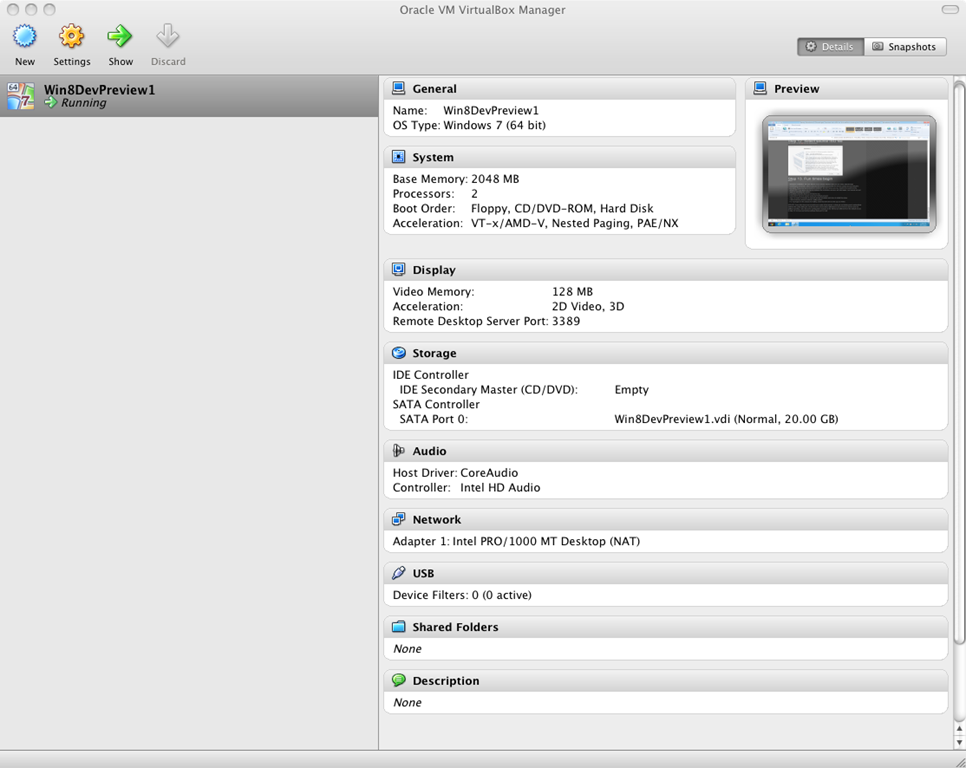 Oracle VM VirtualBox Manager
New Settings Show Discard
Details Snapshots
64
7
Win8DevPreview1
Running
General
Name: Win8DevPreview1
OS Type: Windows 7 (64 bit)
Preview
System
Base Memory: 2048 MB
Processors: 2
Boot Order: Floppy, CD/DVD-ROM, Hard Disk
Acceleration: VT-x/AMD-V, Nested Paging, PAE/NX
Display
Video Memory: 128 MB
Acceleration: 2D Video, 3D
Remote Desktop Server Port: 3389
Storage
IDE Controller
IDE Secondary Master (CD/DVD): Empty
SATA Controller
SATA Port 0: Win8DevPreview1.vdi (Normal, 20.00 GB)
Audio
Host Driver: CoreAudio
Controller: Intel HD Audio
Network
Adapter 1: Intel PRO/1000 MT Desktop (NAT)
USB
Device Filters: 0 (0 active)
Shared Folders
None
Description
None